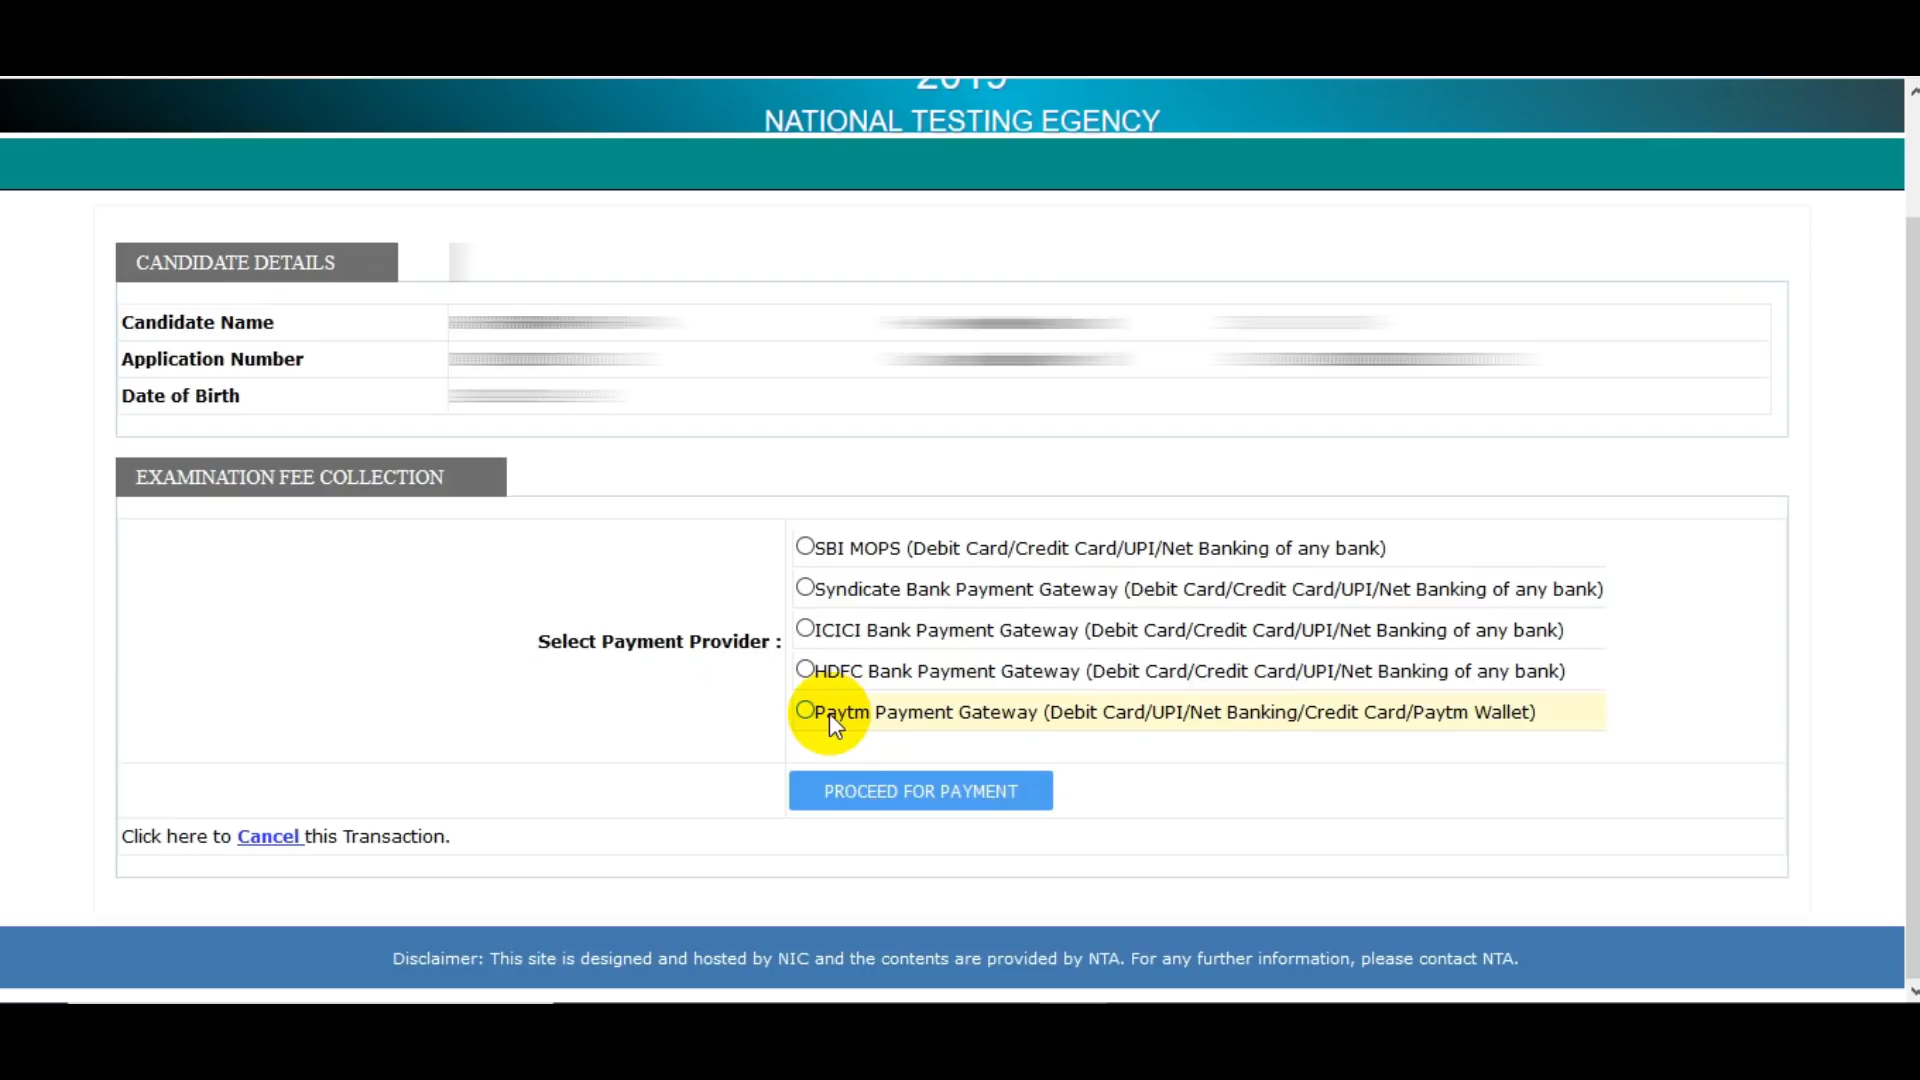 NATIONAL TESTING EGENCY
CANDIDATE DETAILS
Candidate Name
Application Number
Date of Birth
EXAMINATION FEE COLLECTION
Select Payment Provider :
SBI MOPS (Debit Card/Credit Card/UPI/Net Banking of any bank)
Syndicate Bank Payment Gateway (Debit Card/Credit Card/UPI/Net Banking of any bank)
ICICI Bank Payment Gateway (Debit Card/Credit Card/UPI/Net Banking of any bank)
HDFC Bank Payment Gateway (Debit Card/Credit Card/UPI/Net Banking of any bank)
Paytm Payment Gateway (Debit Card/UPI/Net Banking/Credit Card/Paytm Wallet)
PROCEED FOR PAYMENT
Click here to Cancel this Transaction.
Disclaimer: This site is designed and hosted by NIC and the contents are provided by NTA. For any further information, please contact NTA.